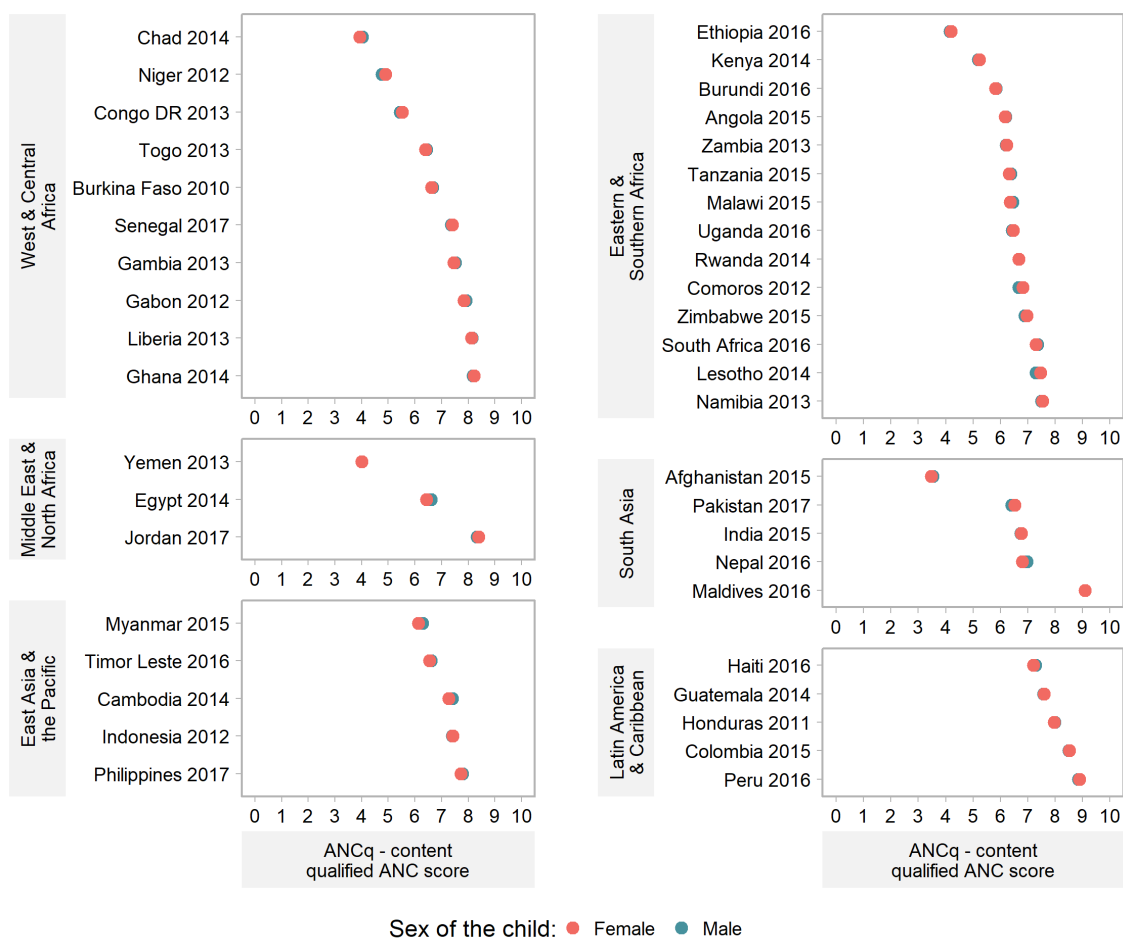 West & Central
Africa
Chad 2014
Niger 2012
Congo DR 2013
Togo 2013
Burkina Faso 2010
Senegal 2017
Gambia 2013
Gabon 2012
Liberia 2013
Ghana 2014
0 1 2 3 4 5 6 7 8 9 10
Middle East &
North Africa
Yemen 2013
Egypt 2014
Jordan 2017
0 1 2 3 4 5 6 7 8 9 10
East Asia &
the Pacific
Myanmar 2015
Timor Leste 2016
Cambodia 2014
Indonesia 2012
Philippines 2017
0 1 2 3 4 5 6 7 8 9 10
ANCq - content
qualified ANC score
Eastern &
Southern Africa
Ethiopia 2016
Kenya 2014
Burundi 2016
Angola 2015
Zambia 2013
Tanzania 2015
Malawi 2015
Uganda 2016
Rwanda 2014
Comoros 2012
Zimbabwe 2015
South Africa 2016
Lesotho 2014
Namibia 2013
0 1 2 3 4 5 6 7 8 9 10
South Asia
Afghanistan 2015
Pakistan 2017
India 2015
Nepal 2016
Maldives 2016
0 1 2 3 4 5 6 7 8 9 10
Latin America
& Caribbean
Haiti 2016
Guatemala 2014
Honduras 2011
Colombia 2015
Peru 2016
0 1 2 3 4 5 6 7 8 9 10
ANCq - content
qualified ANC score
Sex of the child: Female Male